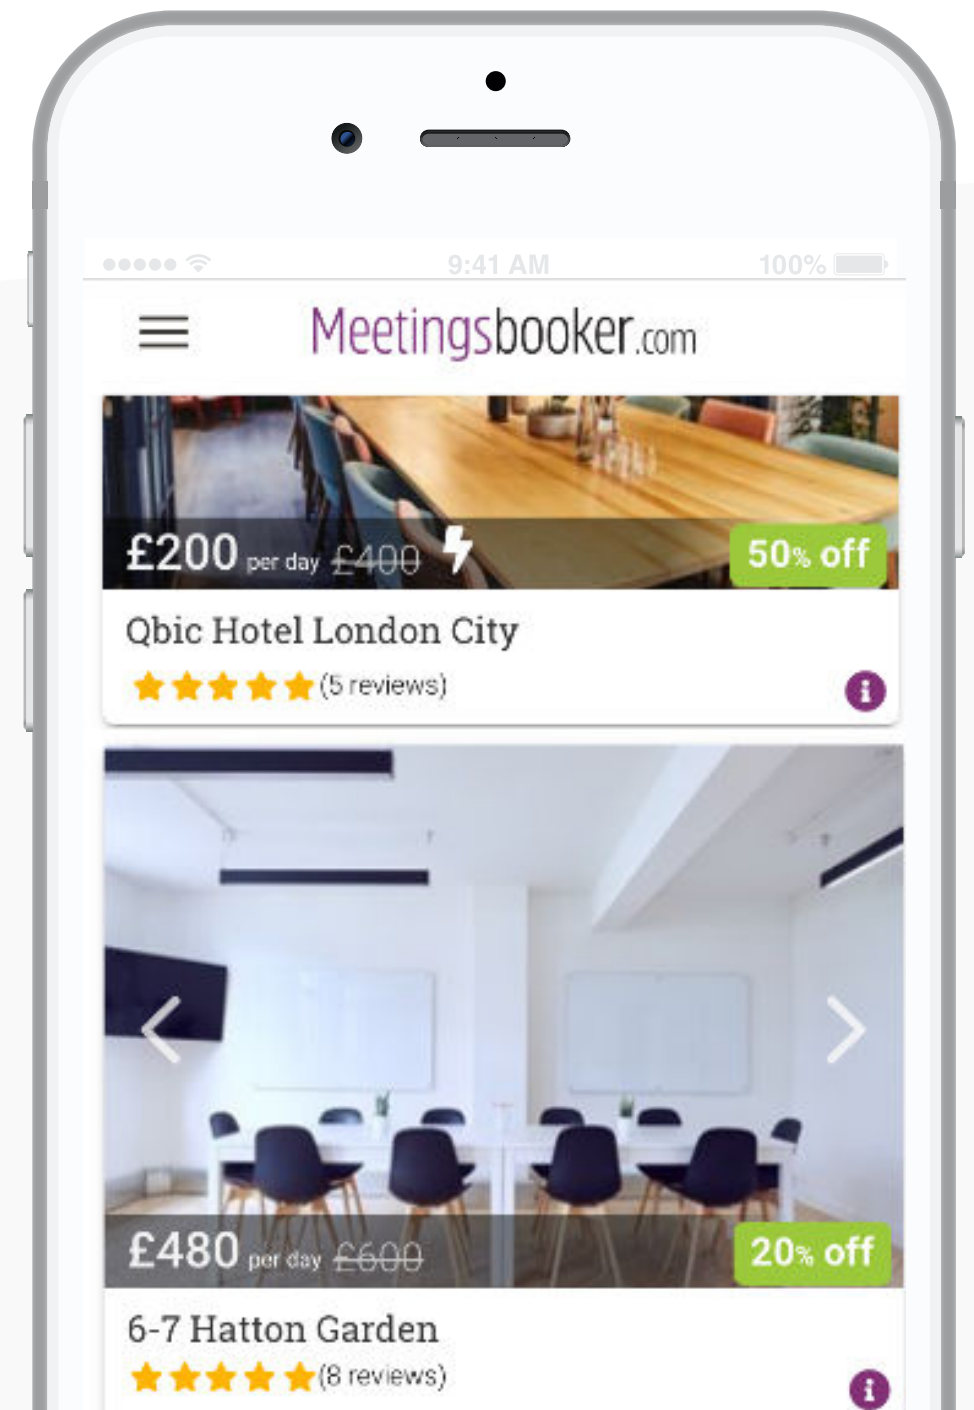 9:41 AM 100%
Meetingsbooker.com
£200 per day £400 50% off
Qbic Hotel London City
(5 reviews)
£480 per day £600 20% off
6-7 Hatton Garden
(8 reviews)